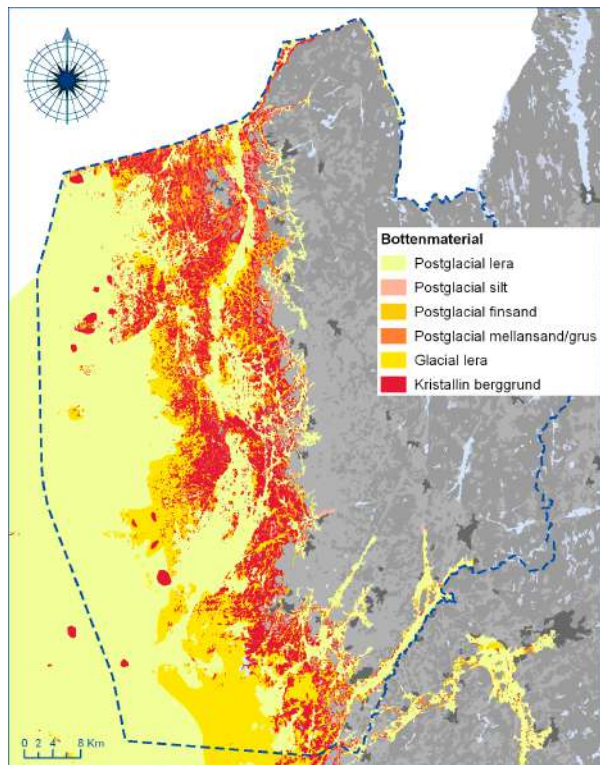 Bottenmaterial
Postglacial lera
Postglacial silt
Postglacial finsand
Postglacial mellansand/grus
Glacial lera
Kristallin berggrund
0 2 4 8 Km